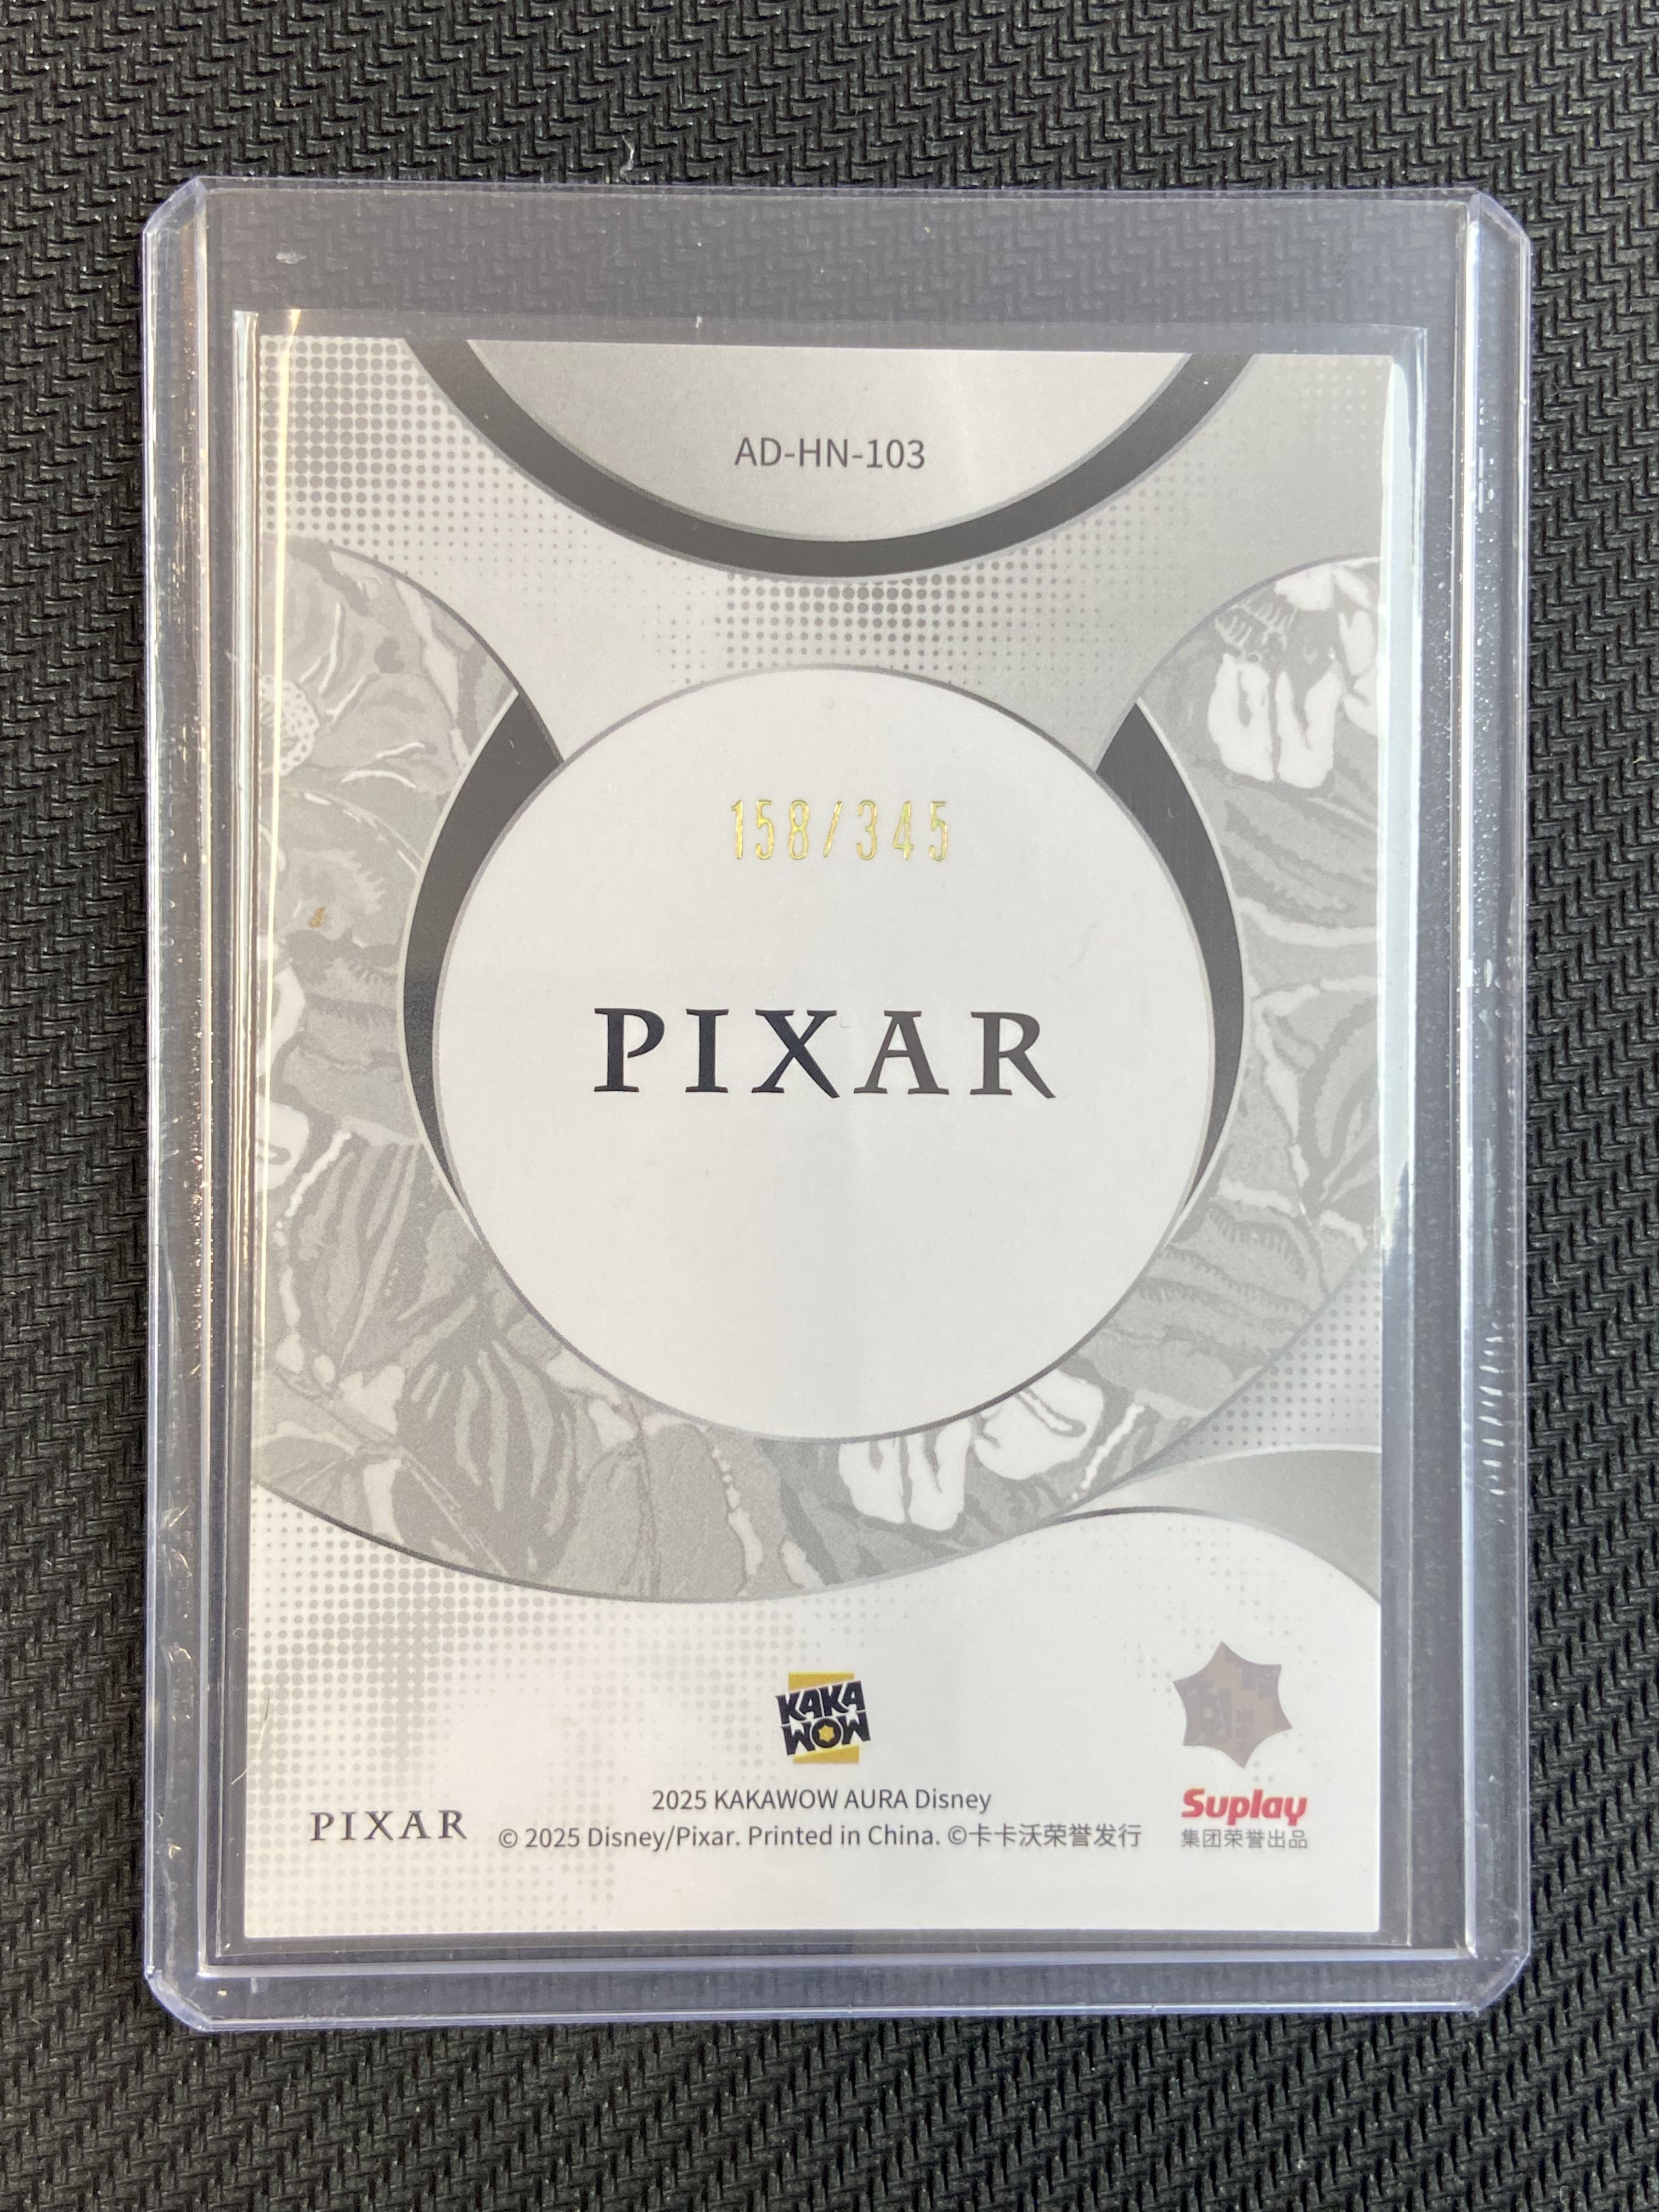 AD-HN-103
158/345
PIXAR
KAKA
WOW
2025 KAKAWOW AURA Disney
PIXAR
© 2025 Disney/Pixar. Printed in China. ©卡卡沃荣誉发行
Suplay
集团荣誉出品